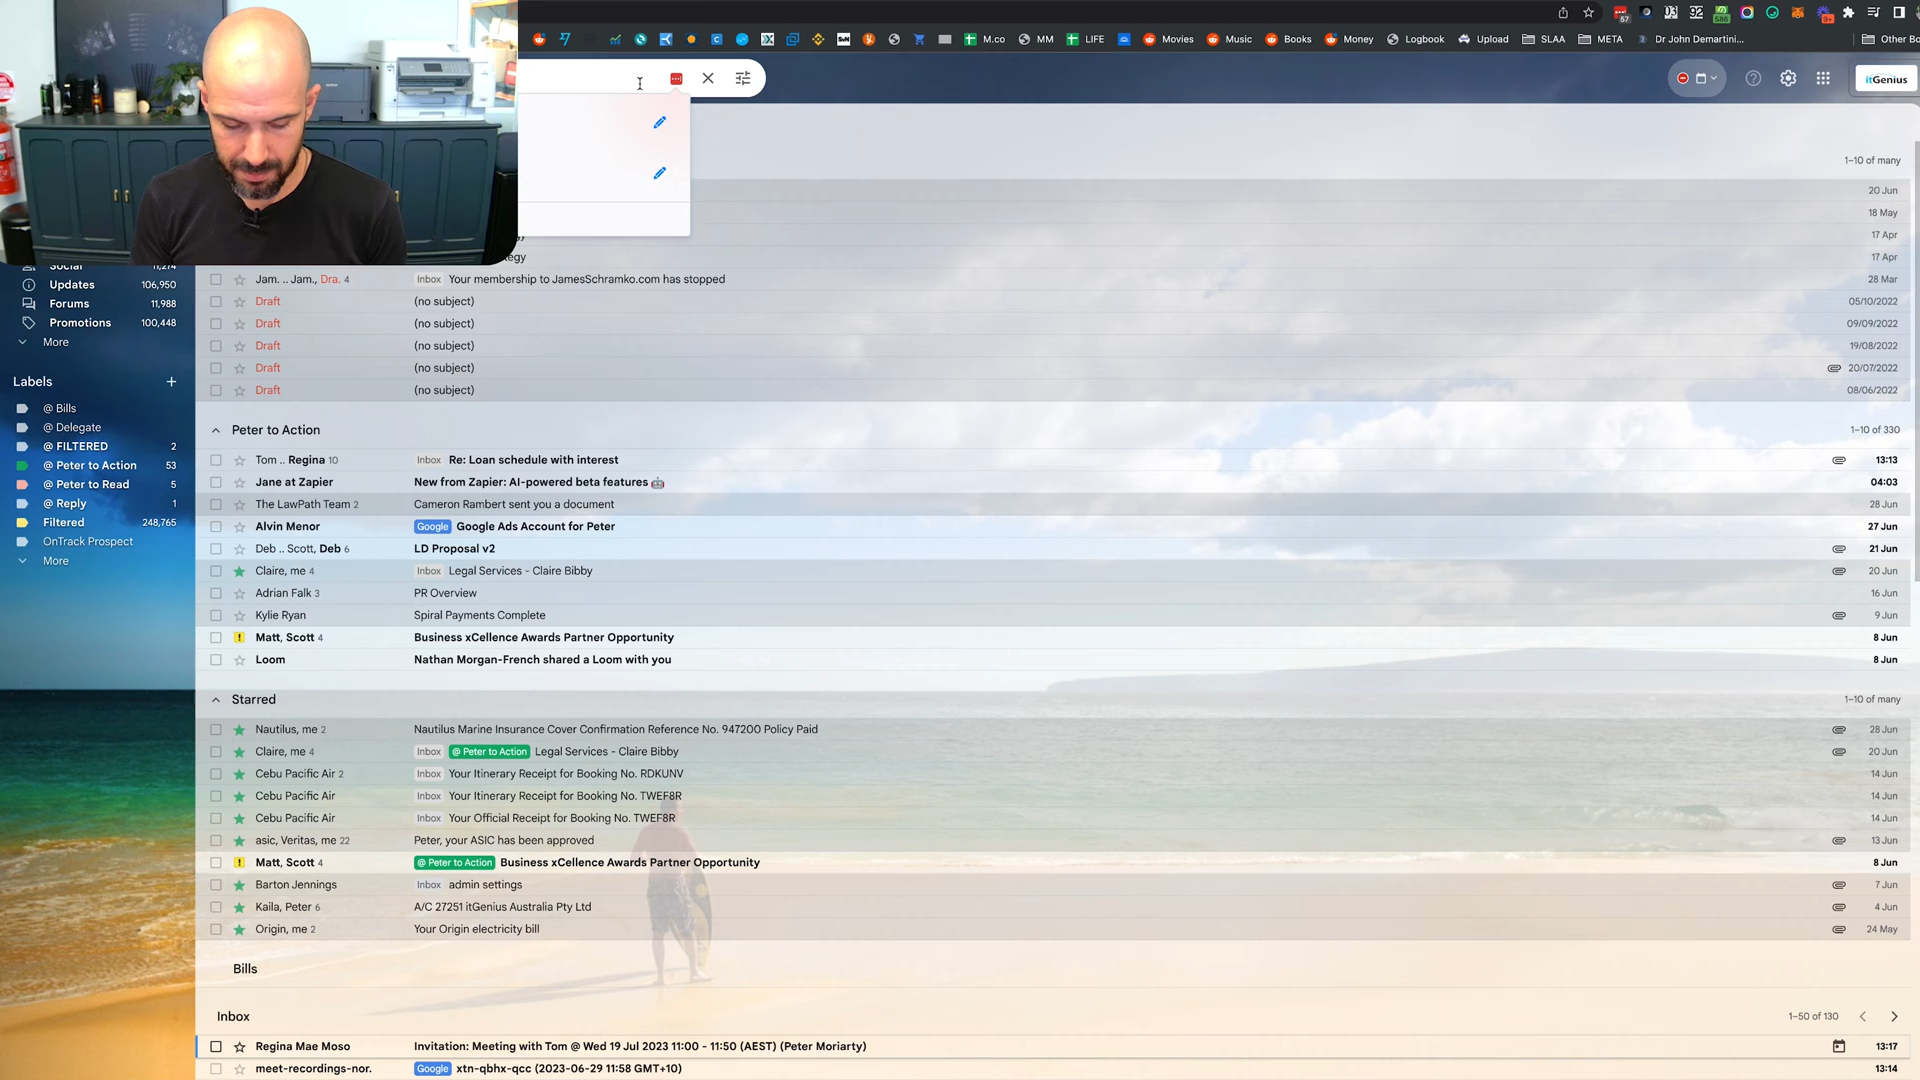 57
03
92
586
9+
M.co
MM
LIFE
Movies
Music
Books
Money
Logbook
Upload
SLAA
META
Dr John Demartini...
Other Bo
itGenius
1–10 of many
20 Jun
18 May
17 Apr
tegy 17 Apr
Jam. .. Jam., Dra. 4 Inbox Your membership to JamesSchramko.com has stopped 28 Mar
Draft (no subject) 05/10/2022
Draft (no subject) 09/09/2022
Draft (no subject) 19/08/2022
Draft (no subject) 20/07/2022
Draft (no subject) 08/06/2022
Social 11,274
Updates 106,950
Forums 11,988
Promotions 100,448
More
Labels +
@ Bills
@ Delegate
@ FILTERED 2
@ Peter to Action 53
@ Peter to Read 5
@ Reply 1
Filtered 248,765
OnTrack Prospect
More
Peter to Action 1–10 of 330
Tom .. Regina 10 Inbox Re: Loan schedule with interest 13:13
Jane at Zapier New from Zapier: AI-powered beta features 🤖 04:03
The LawPath Team 2 Cameron Rambert sent you a document 28 Jun
Alvin Menor Google Google Ads Account for Peter 27 Jun
Deb .. Scott, Deb 6 LD Proposal v2 21 Jun
Claire, me 4 Inbox Legal Services - Claire Bibby 20 Jun
Adrian Falk 3 PR Overview 16 Jun
Kylie Ryan Spiral Payments Complete 9 Jun
Matt, Scott 4 Business xCellence Awards Partner Opportunity 8 Jun
Loom Nathan Morgan-French shared a Loom with you 8 Jun
Starred 1–10 of many
Nautilus, me 2 Nautilus Marine Insurance Cover Confirmation Reference No. 947200 Policy Paid 28 Jun
Claire, me 4 Inbox @ Peter to Action Legal Services - Claire Bibby 20 Jun
Cebu Pacific Air 2 Inbox Your Itinerary Receipt for Booking No. RDKUNV 14 Jun
Cebu Pacific Air Inbox Your Itinerary Receipt for Booking No. TWEF8R 14 Jun
Cebu Pacific Air Inbox Your Official Receipt for Booking No. TWEF8R 14 Jun
asic, Veritas, me 22 Peter, your ASIC has been approved 13 Jun
Matt, Scott 4 @ Peter to Action Business xCellence Awards Partner Opportunity 8 Jun
Barton Jennings Inbox admin settings 7 Jun
Kaila, Peter 6 A/C 27251 itGenius Australia Pty Ltd 4 Jun
Origin, me 2 Your Origin electricity bill 24 May
Bills
Inbox 1–50 of 130
Regina Mae Moso Invitation: Meeting with Tom @ Wed 19 Jul 2023 11:00 - 11:50 (AEST) (Peter Moriarty) 13:17
meet-recordings-nor. Google xtn-qbhx-qcc (2023-06-29 11:58 GMT+10) 13:14